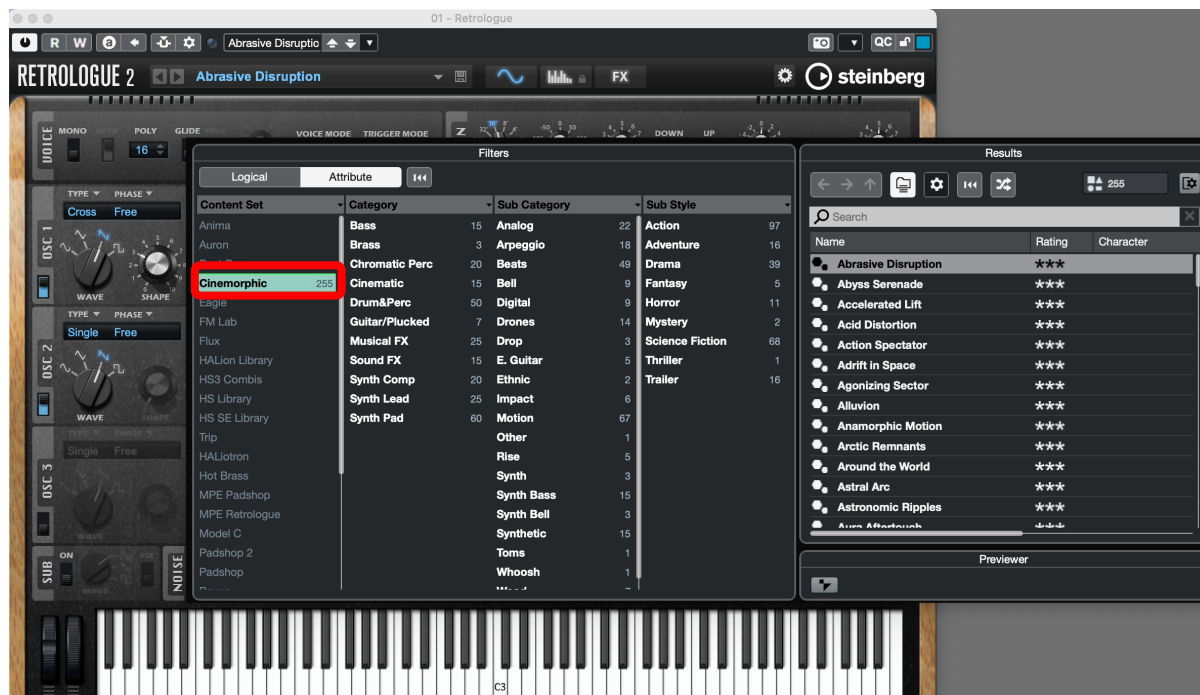 01 - Retrologue
R W a Abrasive Disruptic QC
RETROLOGUE 2 Abrasive Disruption FX steinberg
VOICE MONO POLY GLIDE VOICE MODE TRIGGER MODE DOWN UP
16
Filters
Logical Attribute
Content Set Category Sub Category Sub Style
Anima Bass 15 Analog 22 Action 97
Auron Brass 3 Arpeggio 18 Adventure 16
Chromatic Perc 20 Beats 49 Drama 39
Cinemorphic 255 Cinematic 15 Bell 9 Fantasy 5
Eagle Drum&Perc 50 Digital 9 Horror 11
FM Lab Guitar/Plucked 7 Drones 14 Mystery 2
Flux Musical FX 25 Drop 3 Science Fiction 68
HALion Library Sound FX 15 E. Guitar 5 Thriller 1
HS3 Combis Synth Comp 20 Ethnic 2 Trailer 16
HS Library Synth Lead 25 Impact 6
HS SE Library Synth Pad 60 Motion 67
Trip Other 1
HALiotron Rise 5
Hot Brass Synth 3
MPE Padshop Synth Bass 15
MPE Retrologue Synth Bell 3
Model C Synthetic 15
Padshop 2 Toms 1
Padshop Whoosh 1
Results
255
Search
Name Rating Character
Abrasive Disruption ***
Abyss Serenade ***
Accelerated Lift ***
Acid Distortion ***
Action Spectator ***
Adrift in Space ***
Agonizing Sector ***
Alluvion ***
Anamorphic Motion ***
Arctic Remnants ***
Around the World ***
Astral Arc ***
Astronomic Ripples ***
Aura Aftertouch
Previewer
OSC 1
TYPE PHASE
Cross Free
WAVE SHAPE
OSC 2
TYPE PHASE
Single Free
WAVE SHAPE
OSC 3
TYPE PHASE
Single Free
WAVE
SUB ON WAVE NOISE
C3